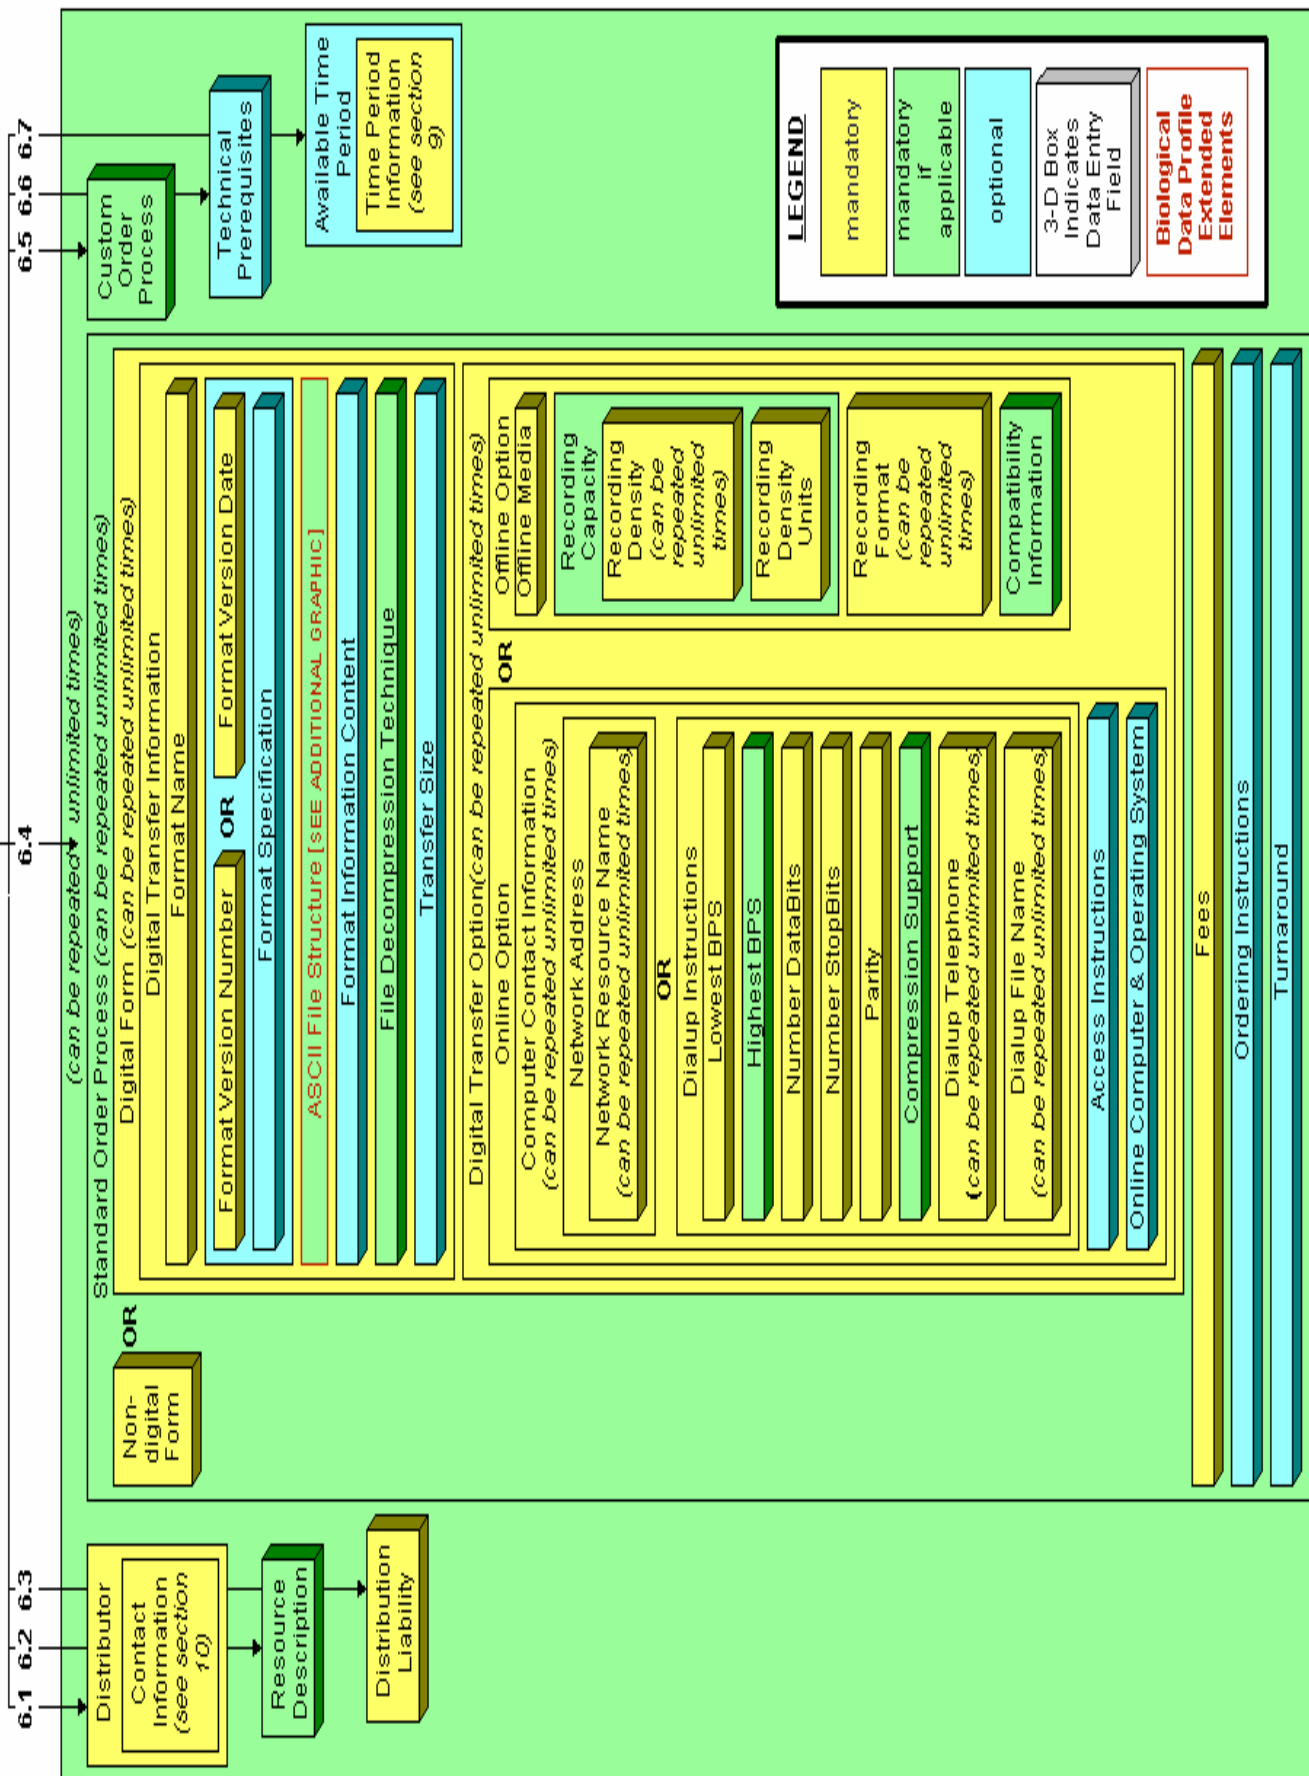 6.1
6.2
6.3
6.4
6.5
6.6
6.7
(can be repeated unlimited times)
Distributor
Contact
Information
(see section
10)
Resource
Description
Distribution
Liability
Standard Order Process (can be repeated unlimited times)
Non-
digital
Form
OR
Digital Form (can be repeated unlimited times)
Digital Transfer Information
Format Name
Format Version Number
OR
Format Version Date
Format Specification
ASCII File Structure [SEE ADDITIONAL GRAPHIC]
Format Information Content
File Decompression Technique
Transfer Size
Digital Transfer Option(can be repeated unlimited times)
Online Option
Computer Contact Information
(can be repeated unlimited times)
Network Address
Network Resource Name
(can be repeated unlimited times)
OR
Dialup Instructions
Lowest BPS
Highest BPS
Number DataBits
Number StopBits
Parity
Compression Support
Dialup Telephone
(can be repeated unlimited times)
Dialup File Name
(can be repeated unlimited times)
Access Instructions
Online Computer & Operating System
OR
Offline Option
Offline Media
Recording
Capacity
Recording
Density
(can be
repeated
unlimited
times)
Recording
Density
Units
Recording
Format
(can be
repeated
unlimited
times)
Compatibility
Information
Fees
Ordering Instructions
Turnaround
Custom
Order
Process
Technical
Prerequisites
Available Time
Period
Time Period
Information
(see section
9)
LEGEND
mandatory
mandatory
if
applicable
optional
3-D Box
Indicates
Data Entry
Field
Biological
Data Profile
Extended
Elements